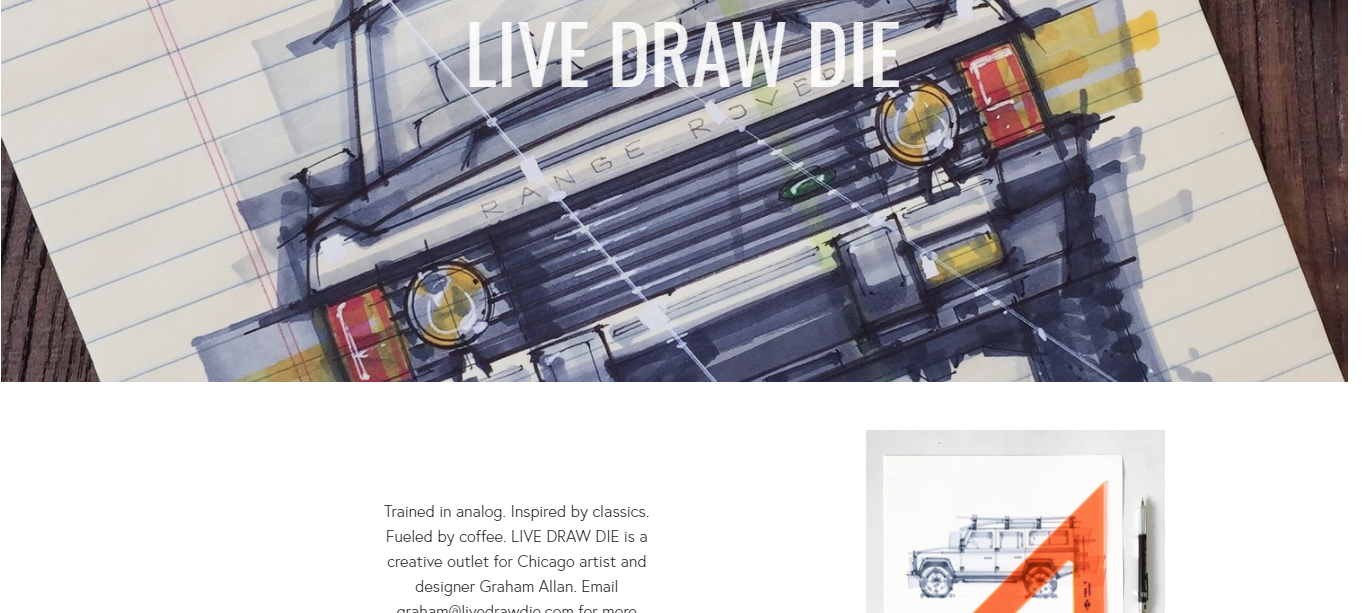 LIVE DRAW DIE
RANGE ROVER
Trained in analog. Inspired by classics.
Fueled by coffee. LIVE DRAW DIE is a
creative outlet for Chicago artist and
designer Graham Allan. Email
graham@livedrawdie.com for more